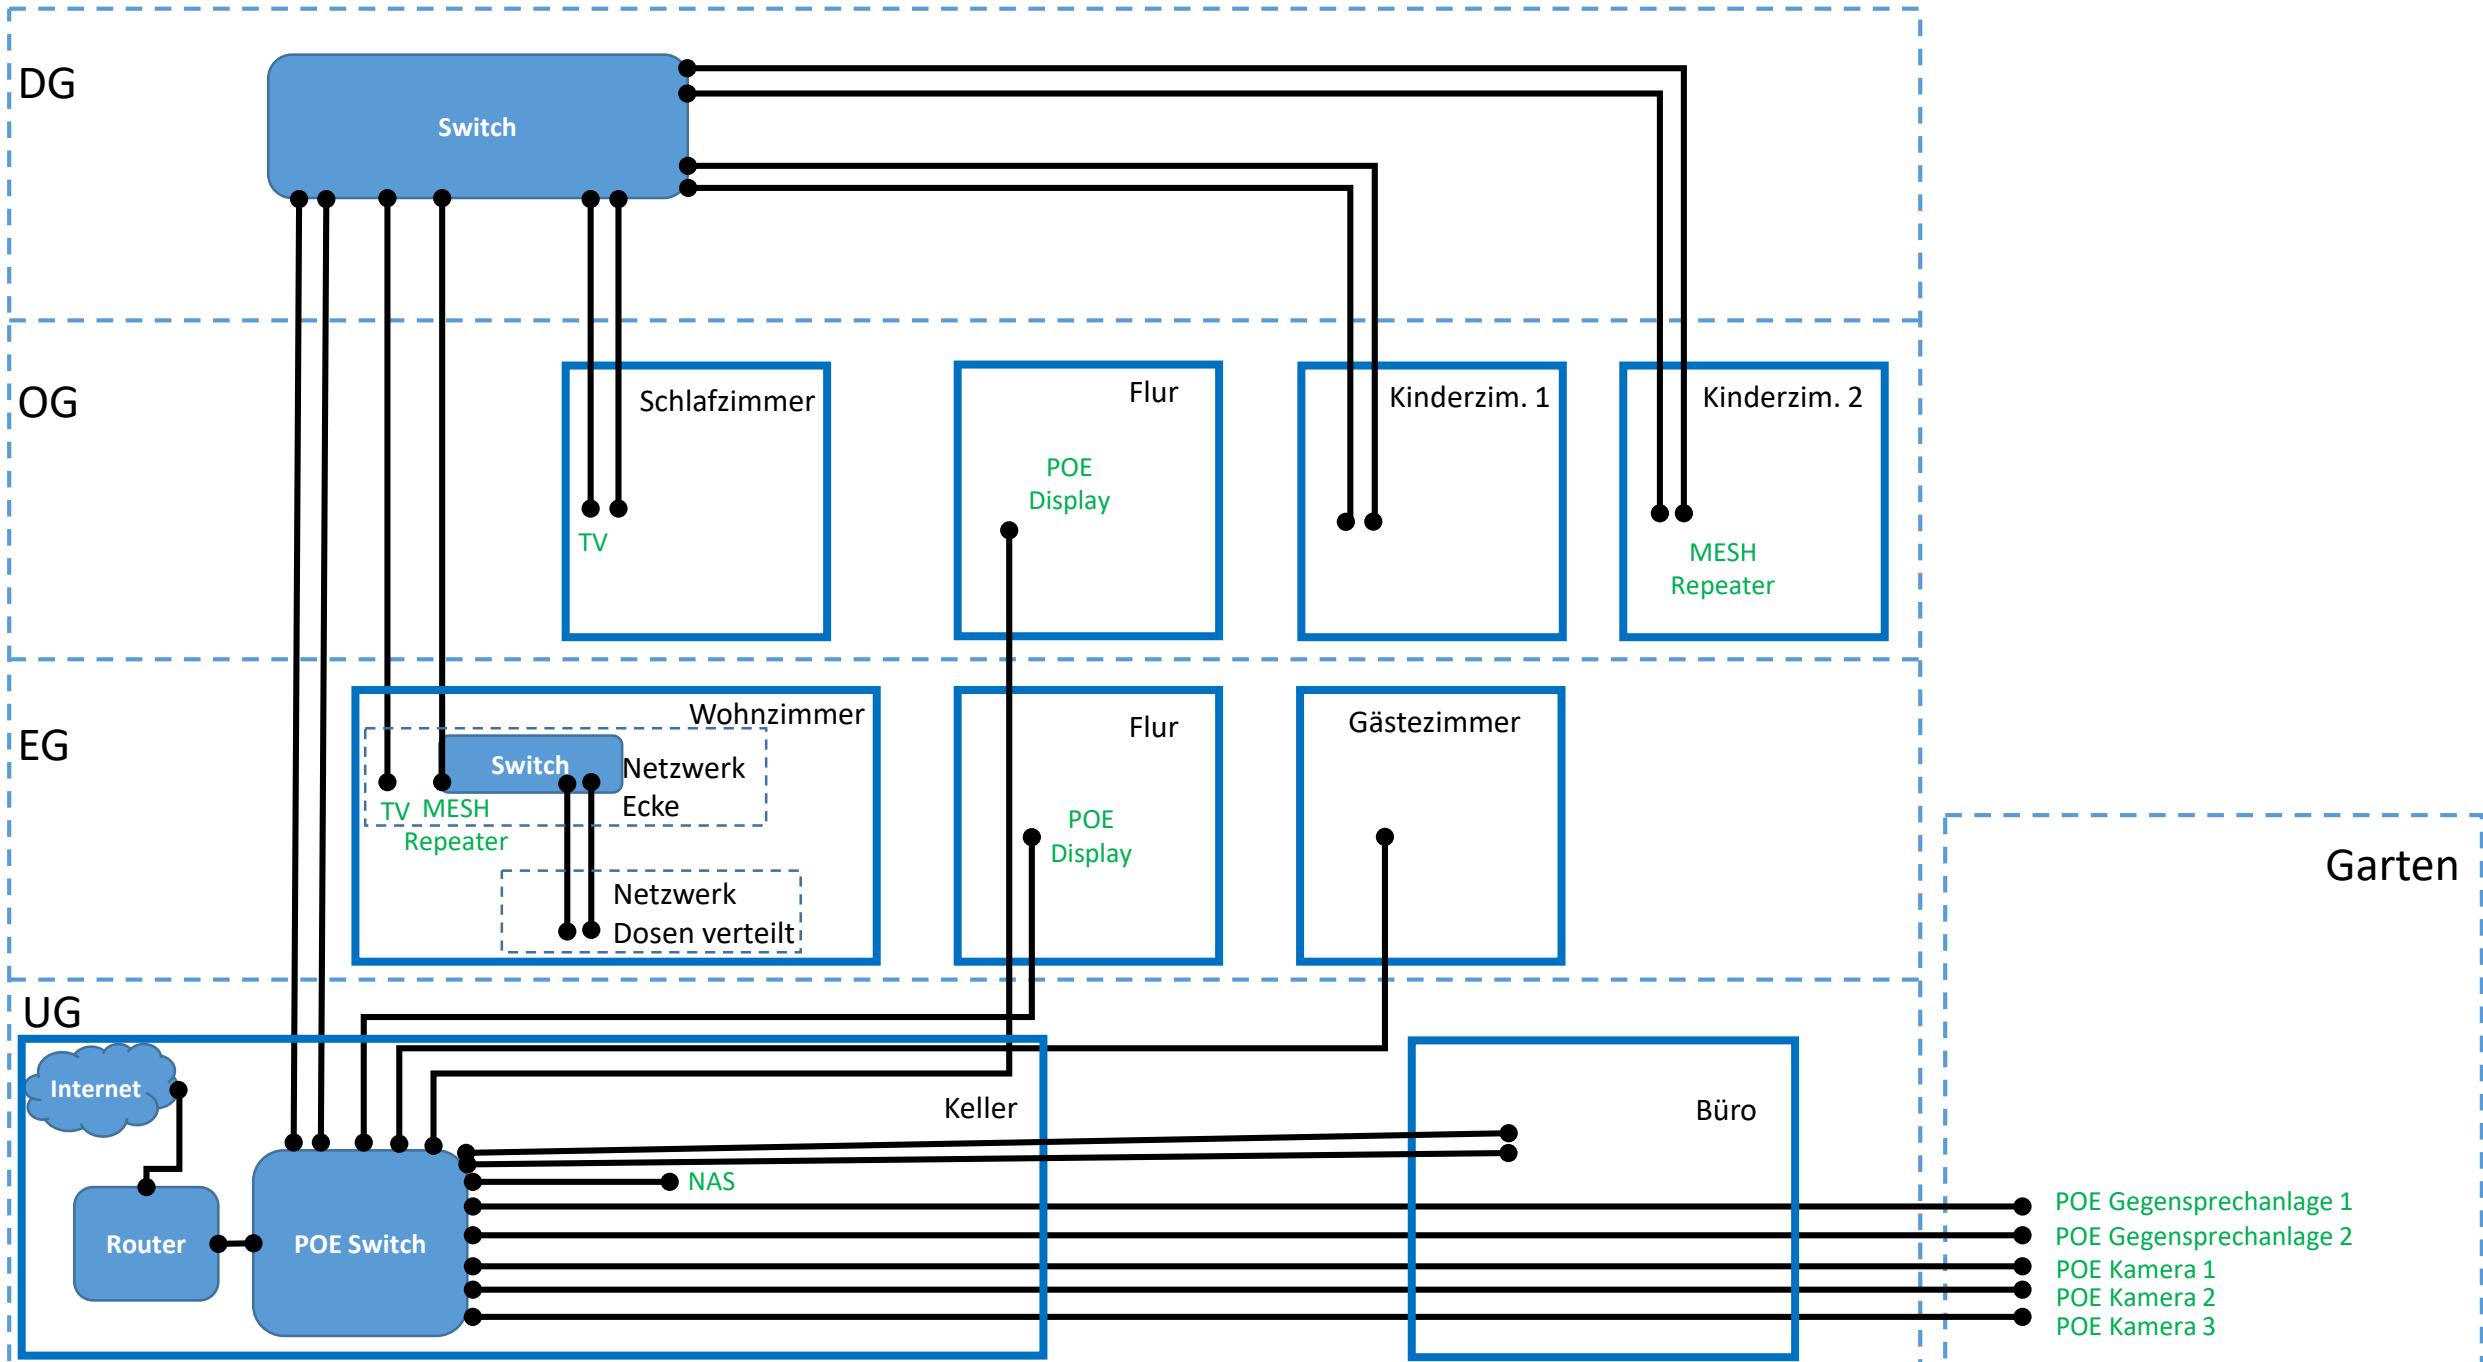 DG
Switch
OG
Schlafzimmer
Flur
Kinderzim. 1
Kinderzim. 2
POE
Display
TV
MESH
Repeater
EG
Wohnzimmer
Flur
Gästezimmer
Switch
Netzwerk
Ecke
TV
MESH
Repeater
POE
Display
Netzwerk
Dosen verteilt
Garten
UG
Internet
Keller
Büro
NAS
Router
POE Switch
POE Gegensprechanlage 1
POE Gegensprechanlage 2
POE Kamera 1
POE Kamera 2
POE Kamera 3